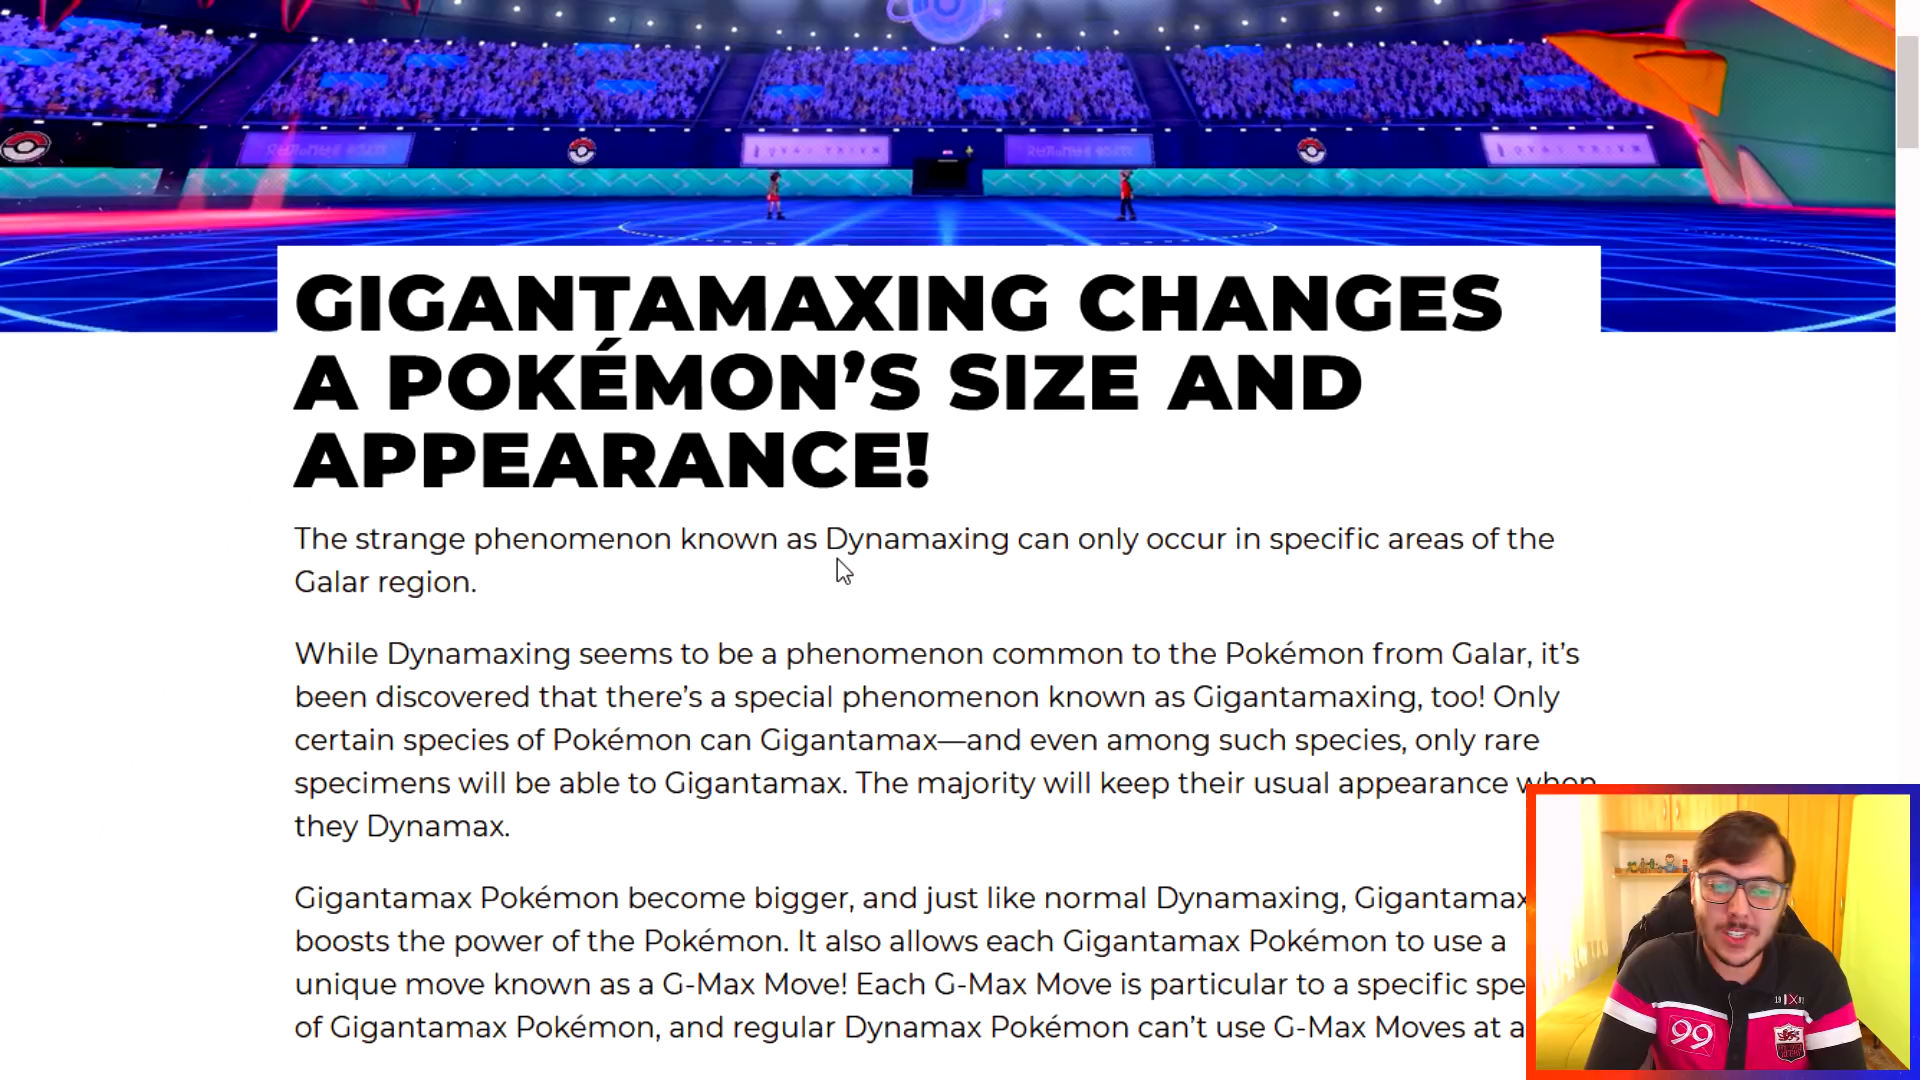 GIGANTAMAXING CHANGES
A POKÉMON’S SIZE AND
APPEARANCE!
The strange phenomenon known as Dynamaxing can only occur in specific areas of the
Galar region.
While Dynamaxing seems to be a phenomenon common to the Pokémon from Galar, it’s
been discovered that there’s a special phenomenon known as Gigantamaxing, too! Only
certain species of Pokémon can Gigantamax—and even among such species, only rare
specimens will be able to Gigantamax. The majority will keep their usual appearance when
they Dynamax.
Gigantamax Pokémon become bigger, and just like normal Dynamaxing, Gigantamax
boosts the power of the Pokémon. It also allows each Gigantamax Pokémon to use a
unique move known as a G-Max Move! Each G-Max Move is particular to a specific spe
of Gigantamax Pokémon, and regular Dynamax Pokémon can’t use G-Max Moves at a
99